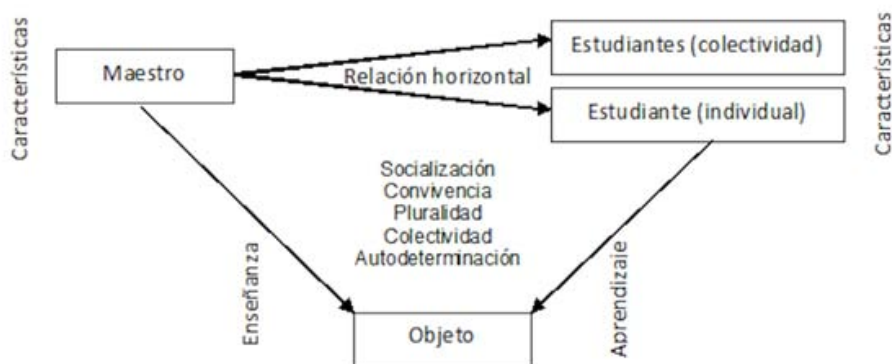 Características
Maestro
Relación horizontal
Estudiantes (colectividad)
Estudiante (individual)
Características
Socialización
Convivencia
Pluralidad
Colectividad
Autodeterminación
Enseñanza
Aprendizaje
Objeto